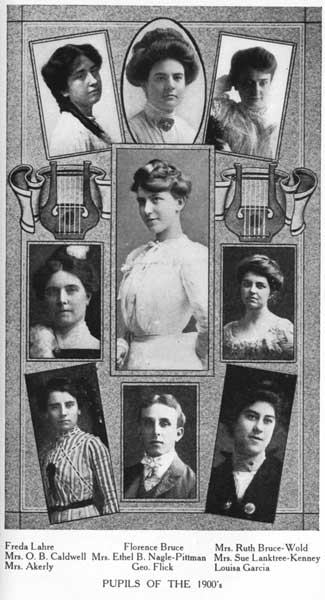 Freda Lahre Florence Bruce Mrs. Ruth Bruce-Wold
Mrs. O. B. Caldwell Mrs. Ethel B. Nagle-Pittman Mrs. Sue Lanktree-Kenney
Mrs. Akerly Geo. Flick Louisa Garcia
PUPILS OF THE 1900's